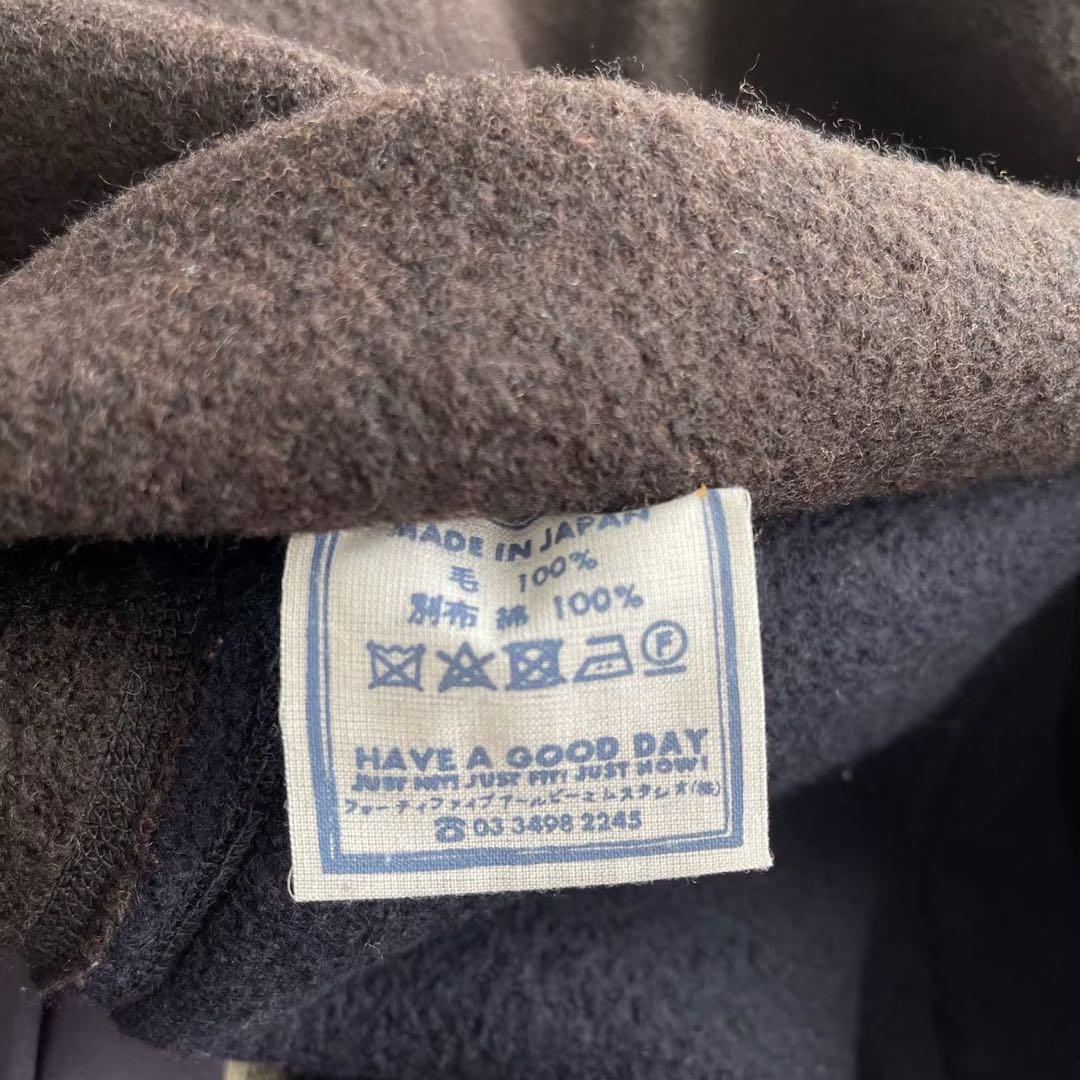 MADE IN JAPAN
毛 100%
別布 綿 100%
F
HAVE A GOOD DAY
JUST FIT! JUST NOW!
フォーティファイブアールピーエムスタジオ(株)
☎ 03 3498 2245